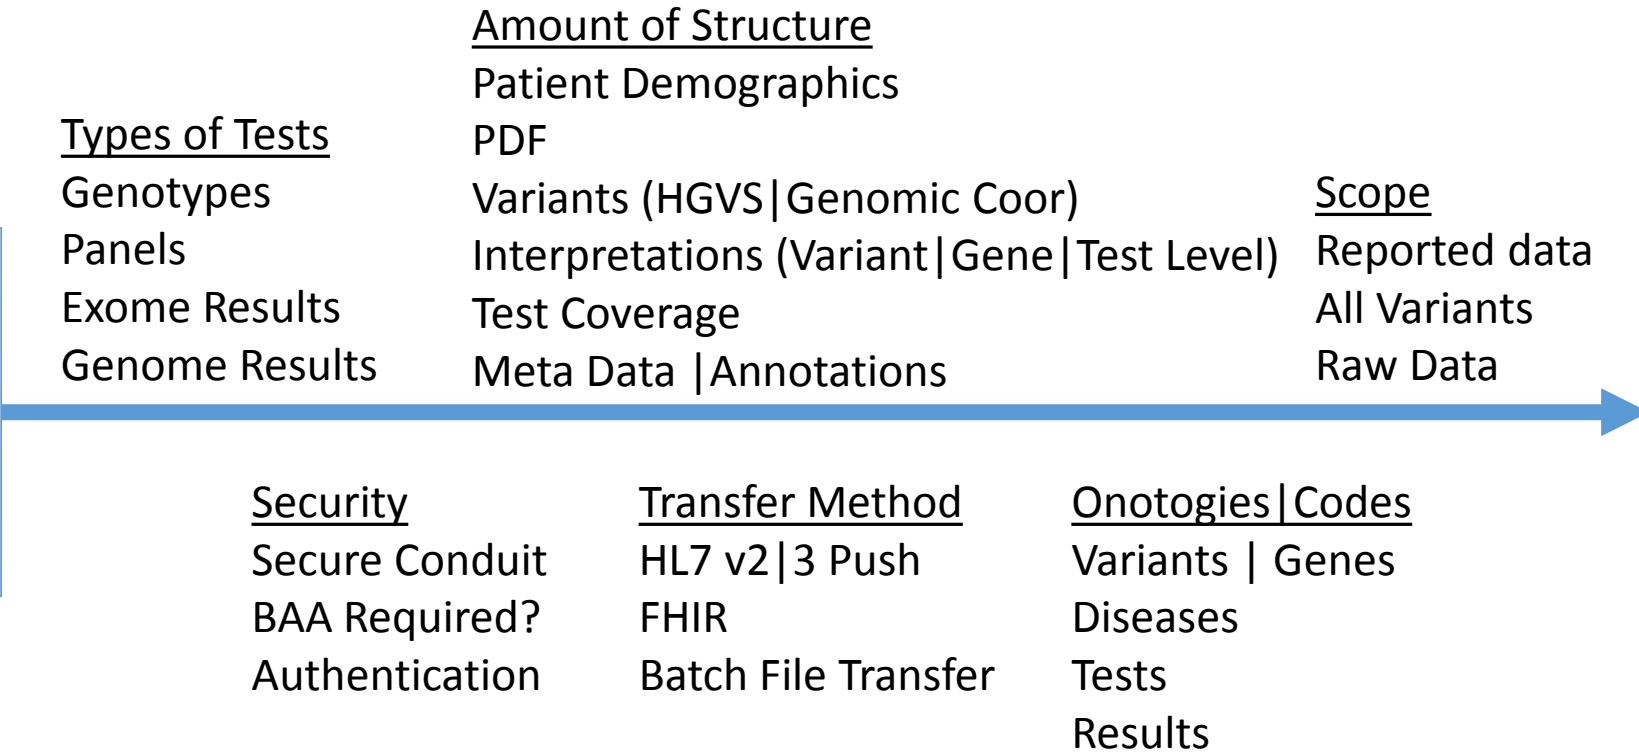 Types of Tests
Genotypes
Panels
Exome Results
Genome Results
Amount of Structure
Patient Demographics
PDF
Variants (HGVS|Genomic Coor)
Interpretations (Variant|Gene|Test Level)
Test Coverage
Meta Data |Annotations
Scope
Reported data
All Variants
Raw Data
Security
Secure Conduit
BAA Required?
Authentication
Transfer Method
HL7 v2|3 Push
FHIR
Batch File Transfer
Onotogies|Codes
Variants | Genes
Diseases
Tests
Results